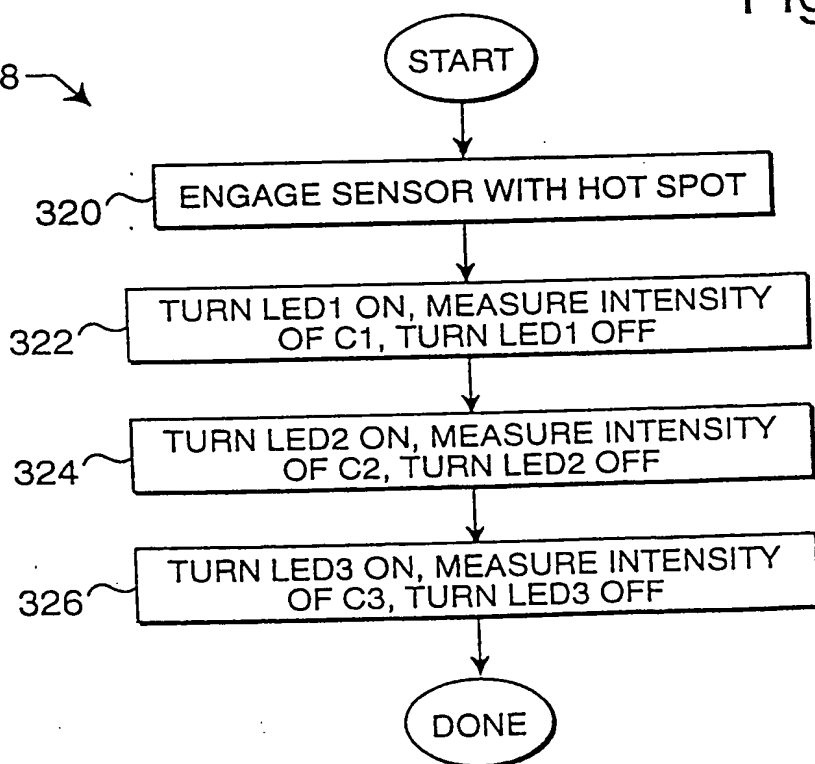 START
8
320
ENGAGE SENSOR WITH HOT SPOT
322
TURN LED1 ON, MEASURE INTENSITY
OF C1, TURN LED1 OFF
324
TURN LED2 ON, MEASURE INTENSITY
OF C2, TURN LED2 OFF
326
TURN LED3 ON, MEASURE INTENSITY
OF C3, TURN LED3 OFF
DONE